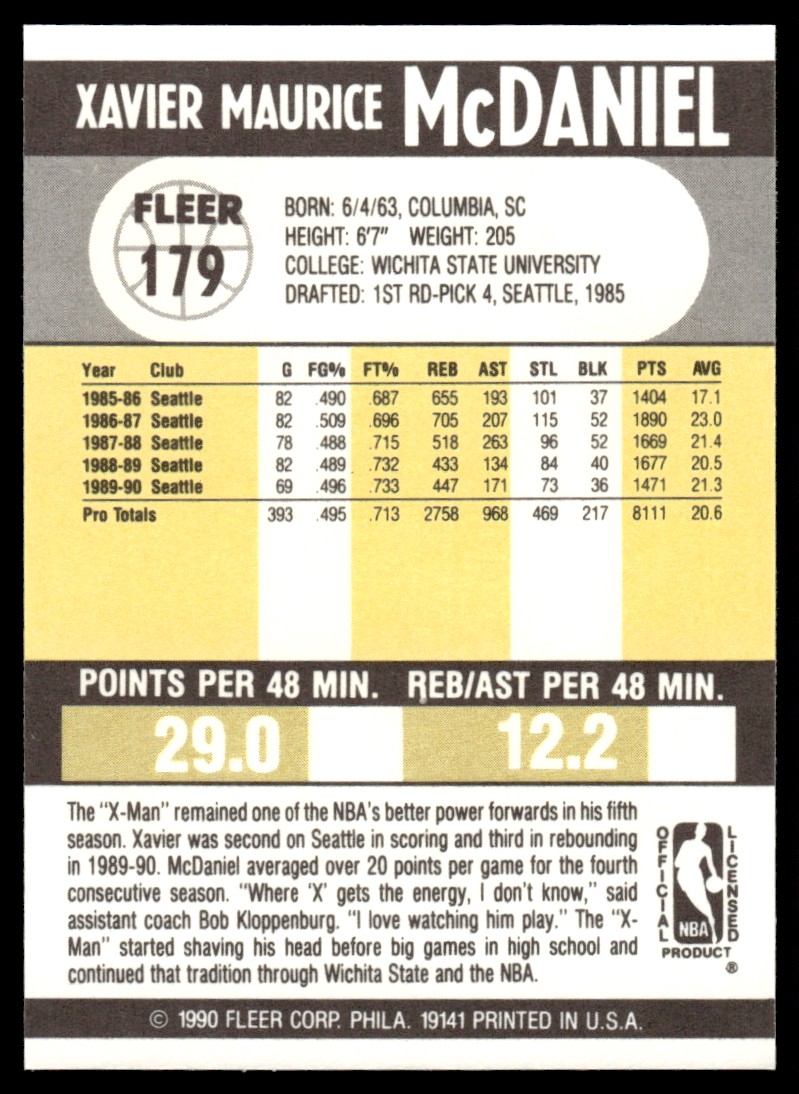 XAVIER MAURICE McDANIEL
FLEER
179
BORN: 6/4/63, COLUMBIA, SC
HEIGHT: 6'7" WEIGHT: 205
COLLEGE: WICHITA STATE UNIVERSITY
DRAFTED: 1ST RD-PICK 4, SEATTLE, 1985
Year Club G FG% FT% REB AST STL BLK PTS AVG
1985-86 Seattle 82 .490 .687 655 193 101 37 1404 17.1
1986-87 Seattle 82 .509 .696 705 207 115 52 1890 23.0
1987-88 Seattle 78 .488 .715 518 263 96 52 1669 21.4
1988-89 Seattle 82 .489 .732 433 134 84 40 1677 20.5
1989-90 Seattle 69 .496 .733 447 171 73 36 1471 21.3
Pro Totals 393 .495 .713 2758 968 469 217 8111 20.6
POINTS PER 48 MIN. REB/AST PER 48 MIN.
29.0 12.2
The "X-Man" remained one of the NBA's better power forwards in his fifth
season. Xavier was second on Seattle in scoring and third in rebounding
in 1989-90. McDaniel averaged over 20 points per game for the fourth
consecutive season. "Where 'X' gets the energy, I don't know," said
assistant coach Bob Kloppenburg. "I love watching him play." The "X-
Man" started shaving his head before big games in high school and
continued that tradition through Wichita State and the NBA.
OFFICIAL
LICENSED
NBA
PRODUCT
®
© 1990 FLEER CORP. PHILA. 19141 PRINTED IN U.S.A.